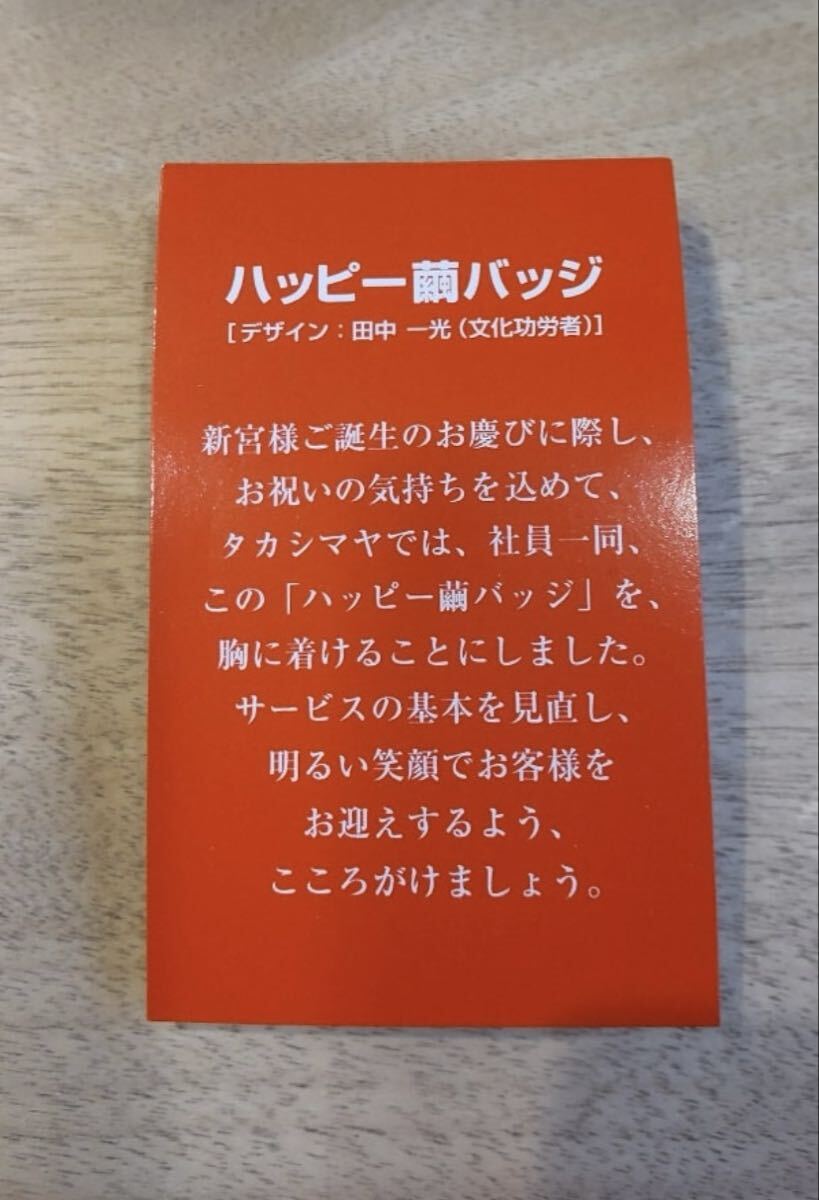 ハッピー繭バッジ
[デザイン：田中 一光（文化功労者）]
新宮様ご誕生のお慶びに際し、
お祝いの気持ちを込めて、
タカシマヤでは、社員一同、
この「ハッピー繭バッジ」を、
胸に着けることにしました。
サービスの基本を見直し、
明るい笑顔でお客様を
お迎えするよう、
こころがけましょう。